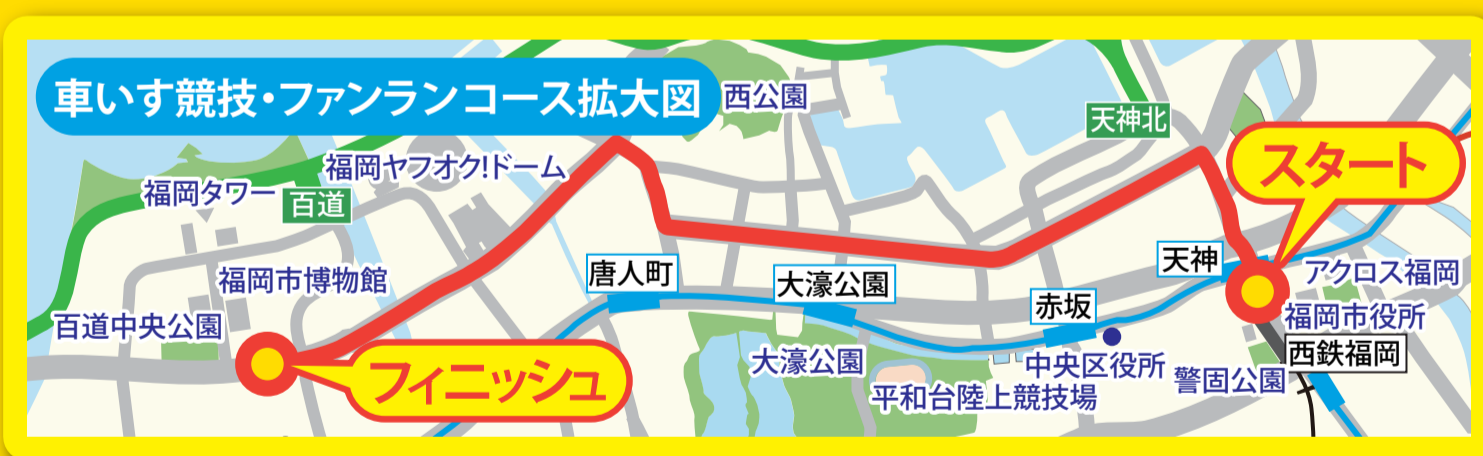 車いす競技・ファンランコース拡大図
西公園
天神北
スタート
福岡ヤフオク!ドーム
福岡タワー
百道
唐人町
大濠公園
天神
アクロス福岡
福岡市博物館
赤坂
福岡市役所
百道中央公園
西鉄福岡
大濠公園
中央区役所
警固公園
フィニッシュ
平和台陸上競技場